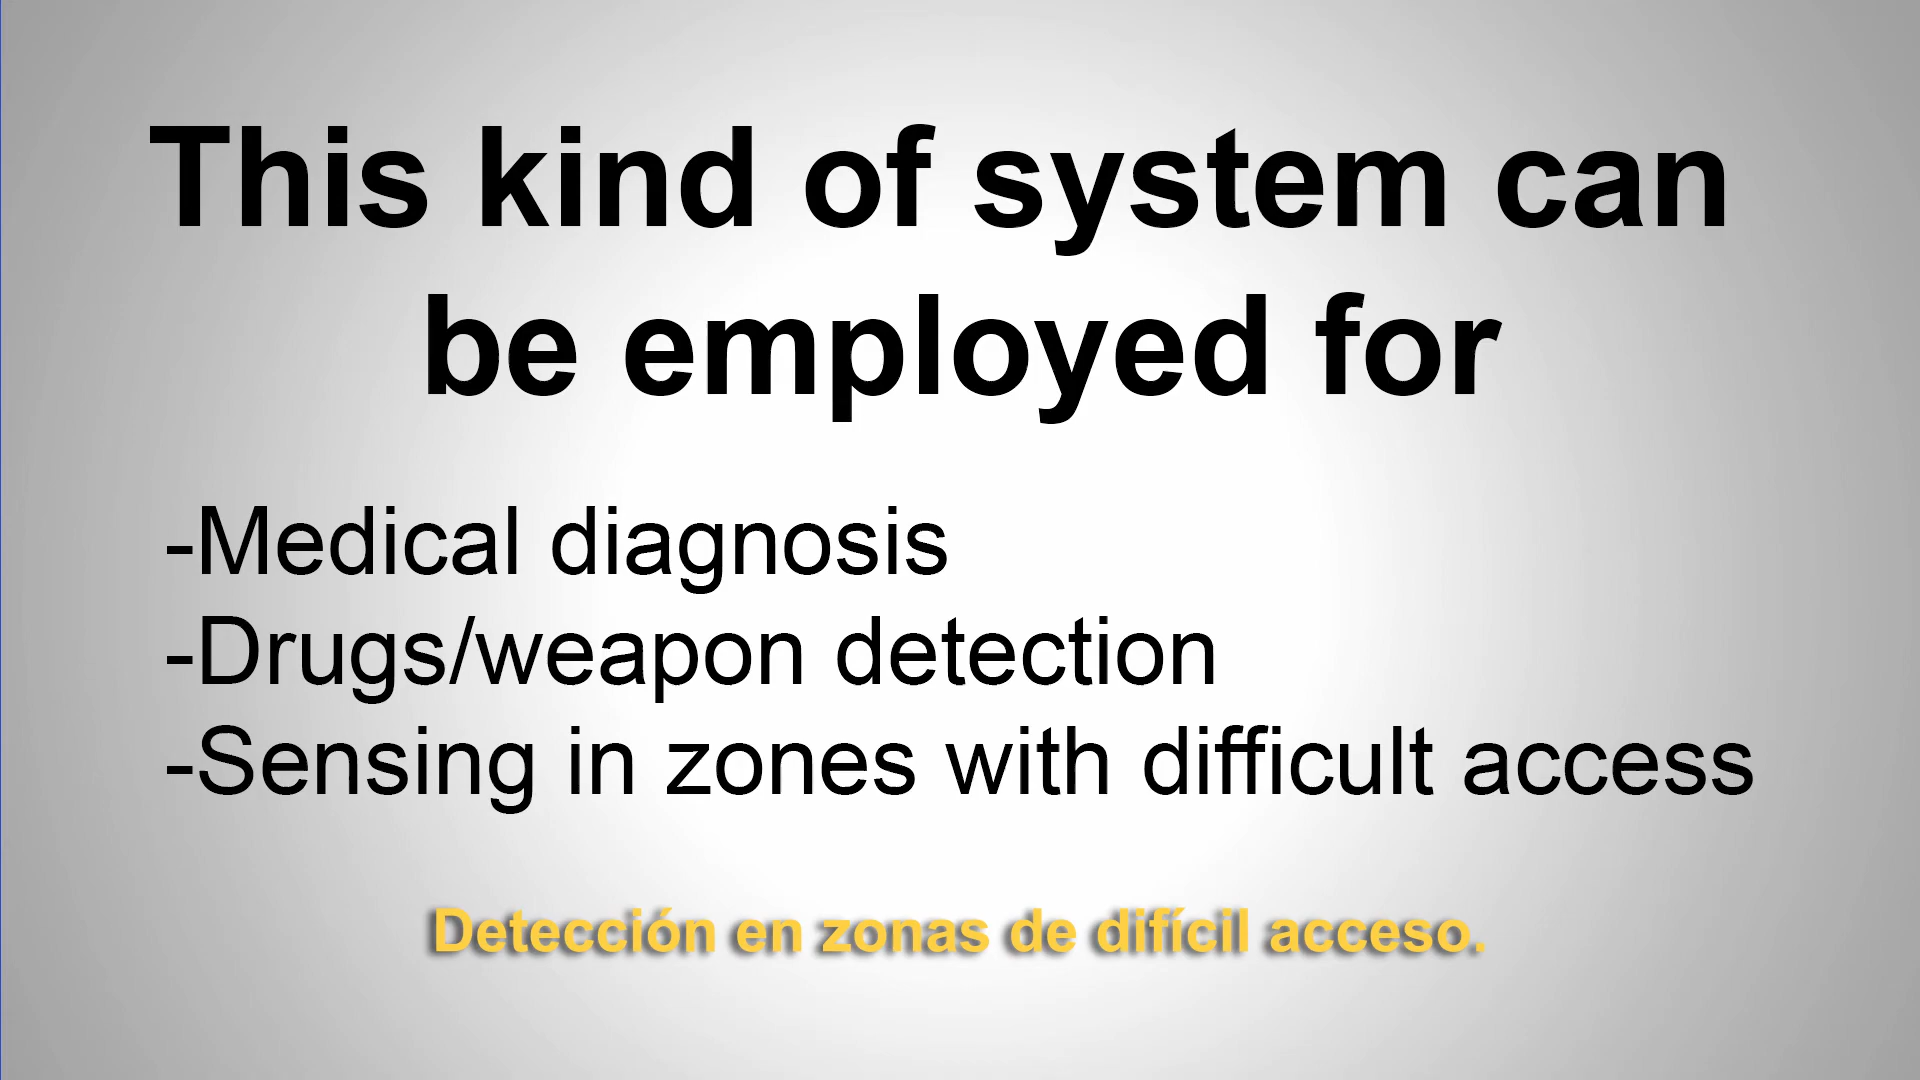 This kind of system can
be employed for
-Medical diagnosis
-Drugs/weapon detection
-Sensing in zones with difficult access
Detección en zonas de difícil acceso.